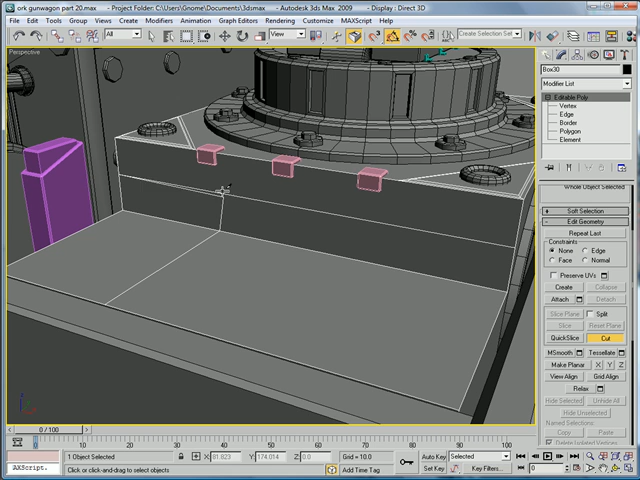 ork gunwagon part 20.max - Project Folder: C:\Users\Gnome\Documents\3dsmax - Autodesk 3ds Max 2009 - Display : Direct 3D
File Edit Tools Group Views Create Modifiers Animation Graph Editors Rendering Customize MAXScript Help
All
View
Create Selection Set
Perspective
Box30
Modifier List
Editable Poly
Vertex
Edge
Border
Polygon
Element
Whole Object Selected
+ Soft Selection
- Edit Geometry
Repeat Last
Constraints
None Edge
Face Normal
Preserve UVs
Create Collapse
Attach Detach
Slice Plane Split
Slice Reset Plane
QuickSlice Cut
MSmooth Tessellate
Make Planar X Y Z
View Align Grid Align
Relax
Hide Selected Unhide All
Hide Unselected
Named Selections:
Copy Paste
Delete Isolated Vertices
0 / 100
0 10 20 30 40 50 60 70 80 90 100
1 Object Selected X: 81.823 Y: 174.014 Z: 0.0 Grid = 10.0 Auto Key Selected
AXScript. Click or click-and-drag to select objects Add Time Tag Set Key Key Filters... 0